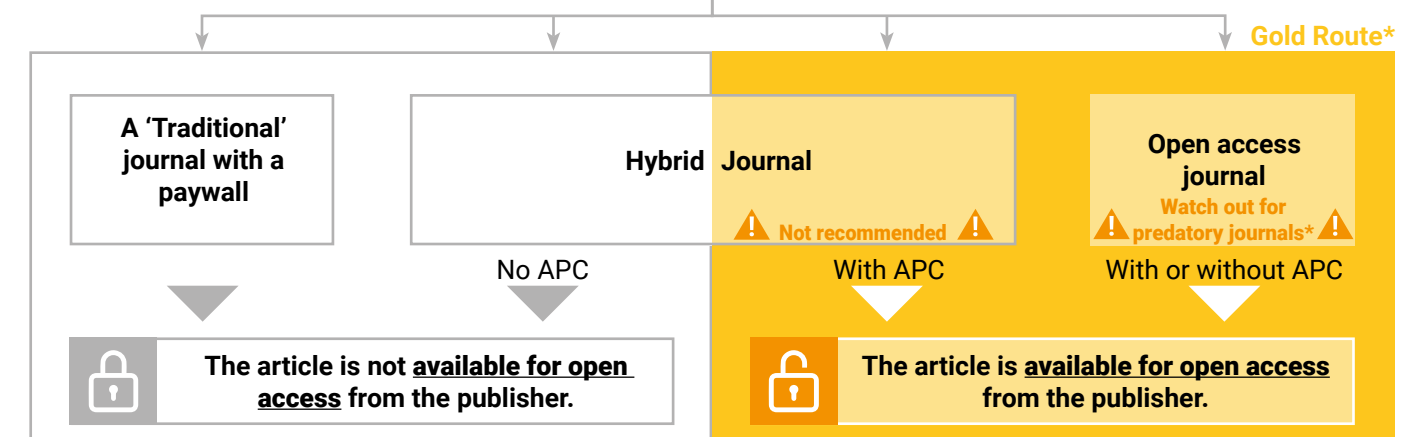 Gold Route*
A ‘Traditional’
journal with a
paywall
Hybrid Journal
Not recommended
Open access
journal
Watch out for
predatory journals*
No APC
With APC
With or without APC
The article is not available for open
access from the publisher.
The article is available for open access
from the publisher.